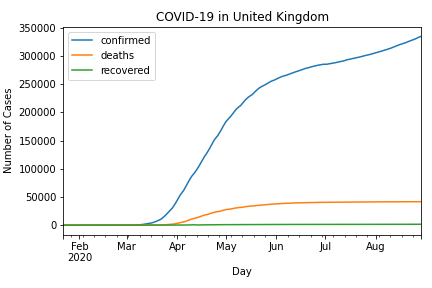 COVID-19 in United Kingdom
350000
300000
250000
200000
150000
100000
50000
0
Number of Cases
confirmed
deaths
recovered
Feb Mar Apr May Jun Jul Aug
2020
Day